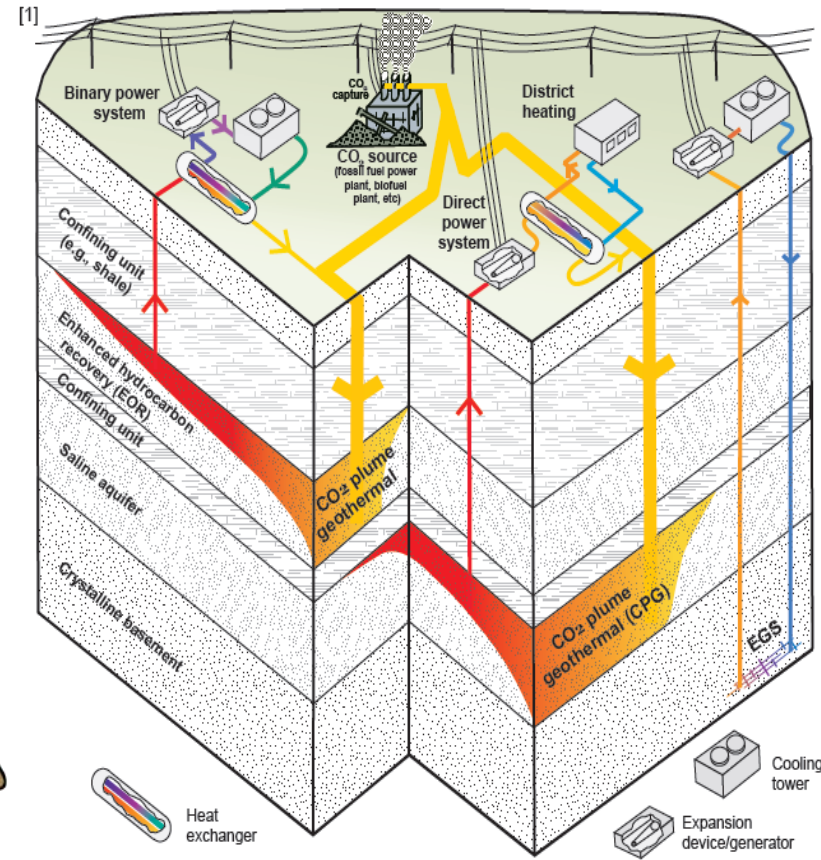 [1]
Binary power
system
CO₂
capture
CO₂ source
(fossil fuel power
plant, biofuel
plant, etc)
District
heating
Direct
power
system
Confining unit
(e.g., shale)
Enhanced hydrocarbon
recovery (EOR)
Confining unit
Saline aquifer
Crystalline basement
CO2 plume
geothermal
CO2 plume
geothermal (CPG)
EGS
Heat
exchanger
Cooling
tower
Expansion
device/generator